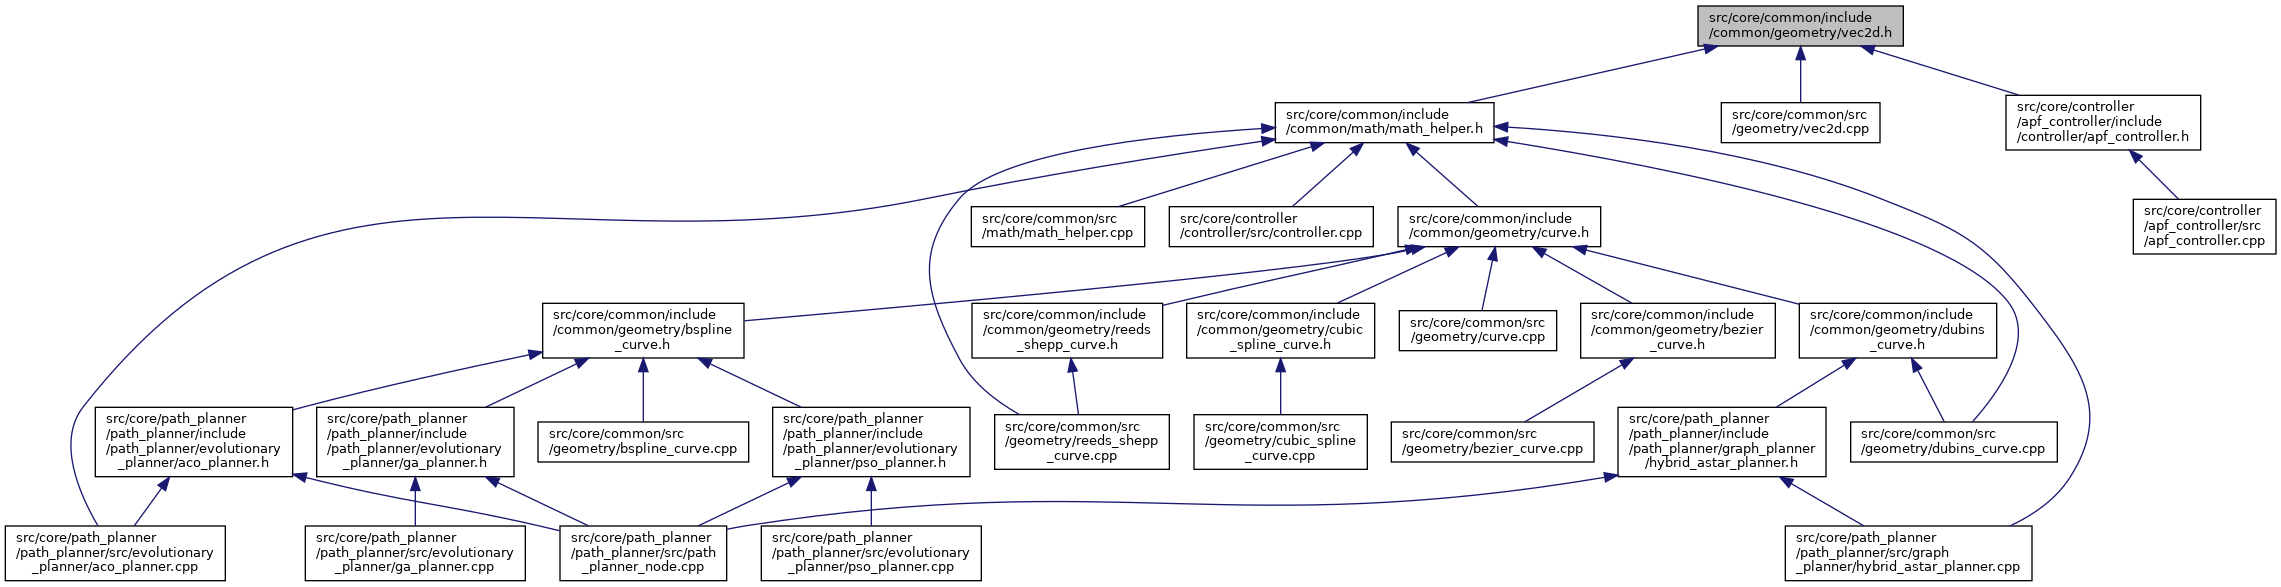 src/core/common/include
/common/geometry/vec2d.h
src/core/common/include
/common/math/math_helper.h
src/core/common/src
/geometry/vec2d.cpp
src/core/controller
/apf_controller/include
/controller/apf_controller.h
src/core/common/src
/math/math_helper.cpp
src/core/controller
/controller/src/controller.cpp
src/core/common/include
/common/geometry/curve.h
src/core/controller
/apf_controller/src
/apf_controller.cpp
src/core/common/include
/common/geometry/bspline
_curve.h
src/core/common/include
/common/geometry/reeds
_shepp_curve.h
src/core/common/include
/common/geometry/cubic
_spline_curve.h
src/core/common/src
/geometry/curve.cpp
src/core/common/include
/common/geometry/bezier
_curve.h
src/core/common/include
/common/geometry/dubins
_curve.h
src/core/path_planner
/path_planner/include
/path_planner/evolutionary
_planner/aco_planner.h
src/core/path_planner
/path_planner/include
/path_planner/evolutionary
_planner/ga_planner.h
src/core/common/src
/geometry/bspline_curve.cpp
src/core/path_planner
/path_planner/include
/path_planner/evolutionary
_planner/pso_planner.h
src/core/common/src
/geometry/reeds_shepp
_curve.cpp
src/core/common/src
/geometry/cubic_spline
_curve.cpp
src/core/common/src
/geometry/bezier_curve.cpp
src/core/path_planner
/path_planner/include
/path_planner/graph_planner
/hybrid_astar_planner.h
src/core/common/src
/geometry/dubins_curve.cpp
src/core/path_planner
/path_planner/src/evolutionary
_planner/aco_planner.cpp
src/core/path_planner
/path_planner/src/evolutionary
_planner/ga_planner.cpp
src/core/path_planner
/path_planner/src/path
_planner_node.cpp
src/core/path_planner
/path_planner/src/evolutionary
_planner/pso_planner.cpp
src/core/path_planner
/path_planner/src/graph
_planner/hybrid_astar_planner.cpp